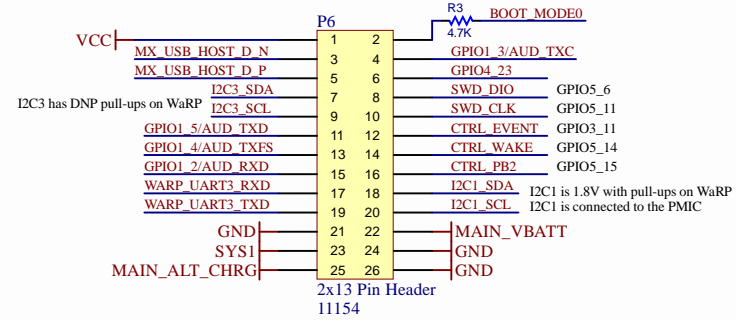 R3
BOOT_MODE0
P6
4.7K
VCC 1 2
MX_USB_HOST_D_N 3 4 GPIO1_3/AUD_TXC
MX_USB_HOST_D_P 5 6 GPIO4_23
I2C3_SDA 7 8 SWD_DIO GPIO5_6
I2C3 has DNP pull-ups on WaRP
I2C3_SCL 9 10 SWD_CLK GPIO5_11
GPIO1_5/AUD_TXD 11 12 CTRL_EVENT GPIO3_11
GPIO1_4/AUD_TXFS 13 14 CTRL_WAKE GPIO5_14
GPIO1_2/AUD_RXD 15 16 CTRL_PB2 GPIO5_15
WARP_UART3_RXD 17 18 I2C1_SDA I2C1 is 1.8V with pull-ups on WaRP
WARP_UART3_TXD 19 20 I2C1_SCL I2C1 is connected to the PMIC
GND 21 22 MAIN_VBATT
SYS1 23 24 GND
MAIN_ALT_CHRG 25 26 GND
2x13 Pin Header
11154